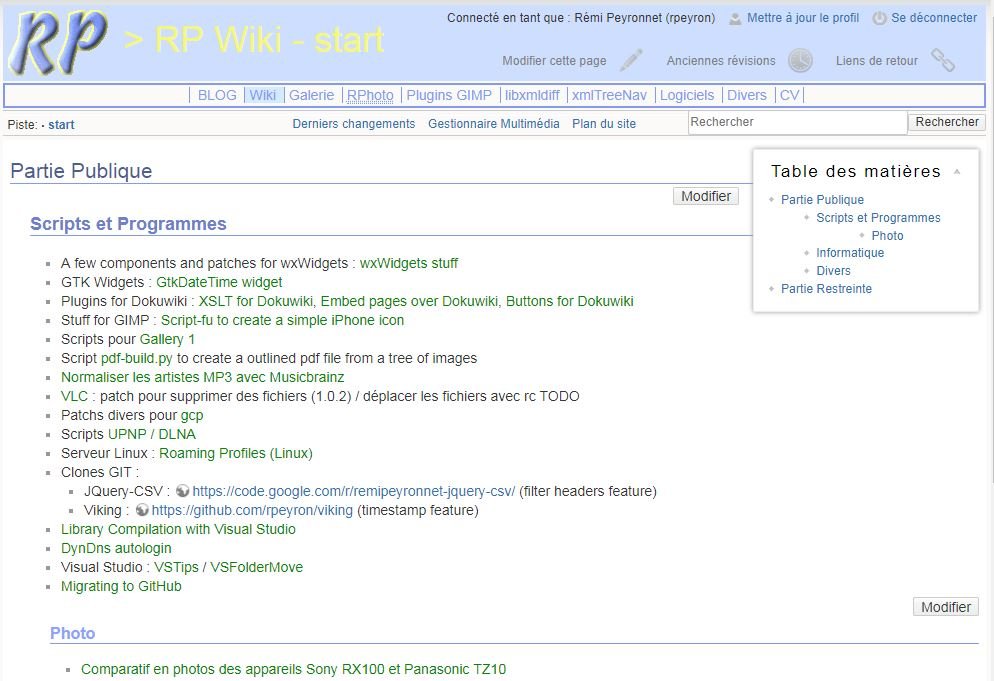 RP > RP Wiki - start
Connecté en tant que : Rémi Peyronnet (rpeyron) Mettre à jour le profil Se déconnecter
Modifier cette page Anciennes révisions Liens de retour
BLOG Wiki Galerie RPhoto Plugins GIMP libxmldiff xmlTreeNav Logiciels Divers CV
Piste: · start Derniers changements Gestionnaire Multimédia Plan du site Rechercher Rechercher
Table des matières
Partie Publique
Scripts et Programmes
Photo
Informatique
Divers
Partie Restreinte
Partie Publique
Modifier
Scripts et Programmes
A few components and patches for wxWidgets : wxWidgets stuff
GTK Widgets : GtkDateTime widget
Plugins for Dokuwiki : XSLT for Dokuwiki, Embed pages over Dokuwiki, Buttons for Dokuwiki
Stuff for GIMP : Script-fu to create a simple iPhone icon
Scripts pour Gallery 1
Script pdf-build.py to create a outlined pdf file from a tree of images
Normaliser les artistes MP3 avec Musicbrainz
VLC : patch pour supprimer des fichiers (1.0.2) / déplacer les fichiers avec rc TODO
Patchs divers pour gcp
Scripts UPNP / DLNA
Serveur Linux : Roaming Profiles (Linux)
Clones GIT :
JQuery-CSV : https://code.google.com/r/remipeyronnet-jquery-csv/ (filter headers feature)
Viking : https://github.com/rpeyron/viking (timestamp feature)
Library Compilation with Visual Studio
DynDns autologin
Visual Studio : VSTips / VSFolderMove
Migrating to GitHub
Modifier
Photo
Comparatif en photos des appareils Sony RX100 et Panasonic TZ10